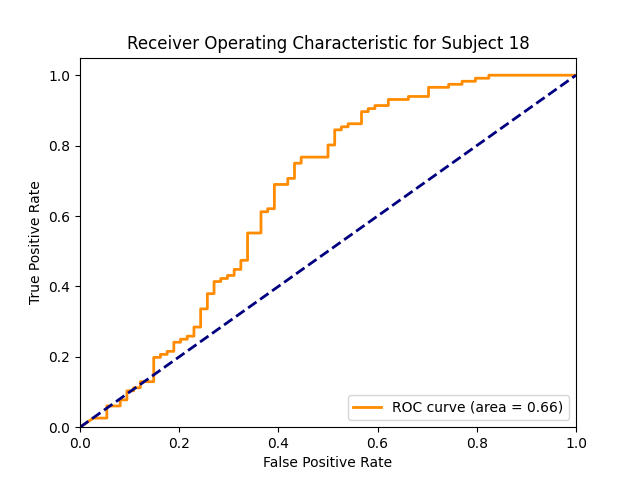 Receiver Operating Characteristic for Subject 18
True Positive Rate
1.0
0.8
0.6
0.4
0.2
0.0
ROC curve (area = 0.66)
0.0 0.2 0.4 0.6 0.8 1.0
False Positive Rate